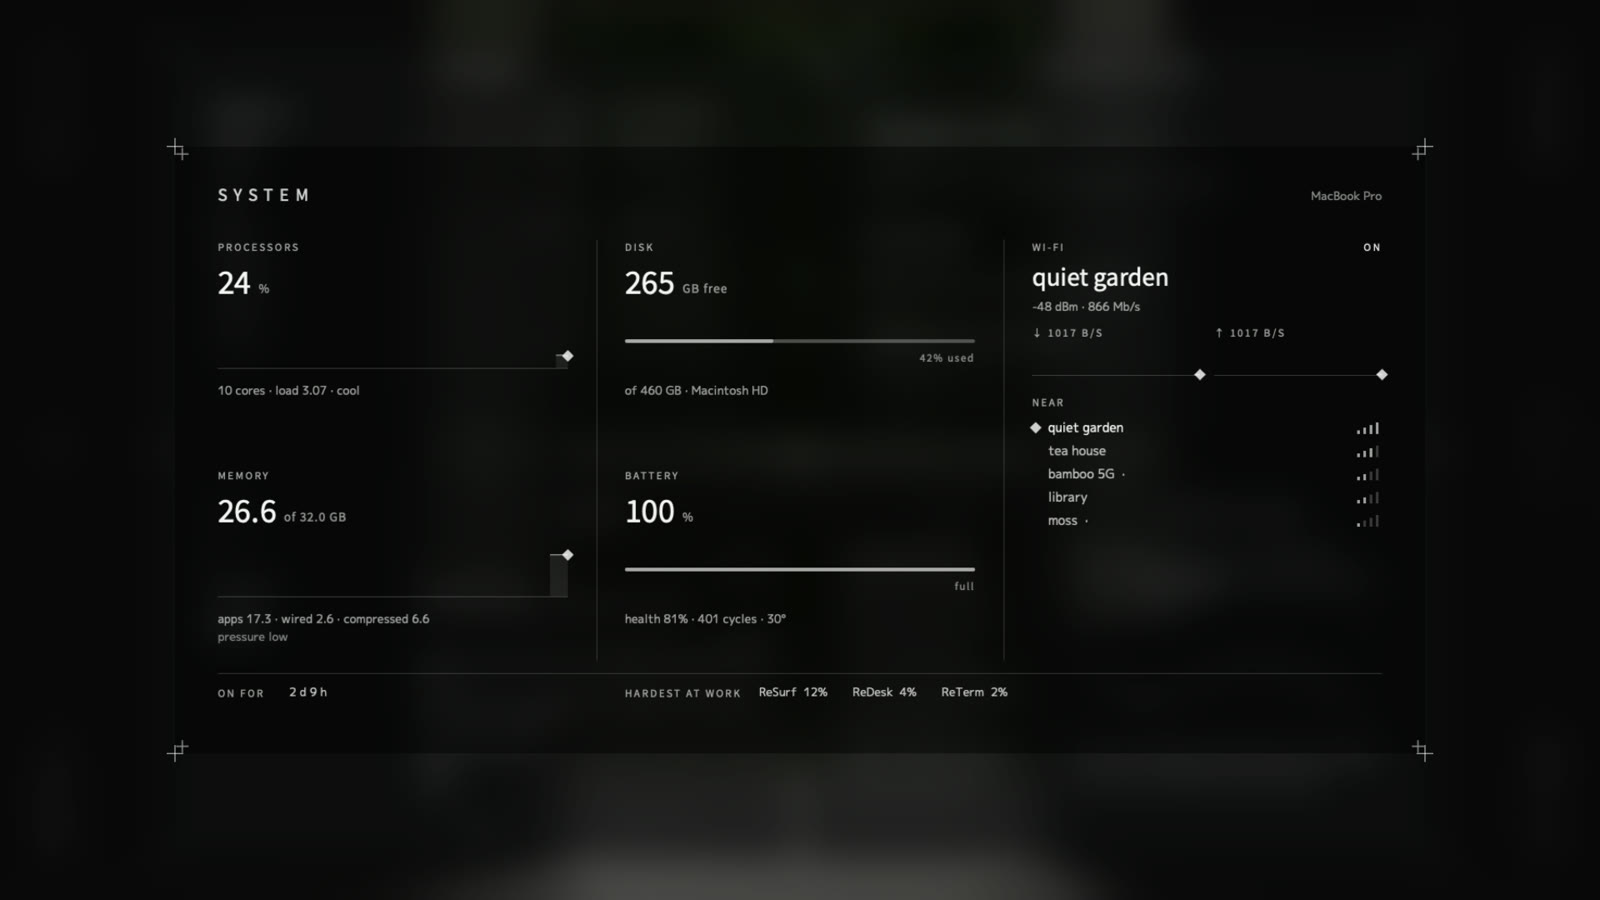 SYSTEM
MacBook Pro
PROCESSORS
24 %
10 cores · load 3.07 · cool
MEMORY
26.6 of 32.0 GB
apps 17.3 · wired 2.6 · compressed 6.6
pressure low
DISK
265 GB free
42% used
of 460 GB · Macintosh HD
BATTERY
100 %
full
health 81% · 401 cycles · 30°
WI-FI ON
quiet garden
-48 dBm · 866 Mb/s
↓ 1017 B/S ↑ 1017 B/S
NEAR
quiet garden
tea house
bamboo 5G ·
library
moss ·
ON FOR 2 d 9 h
HARDEST AT WORK ReSurf 12% ReDesk 4% ReTerm 2%